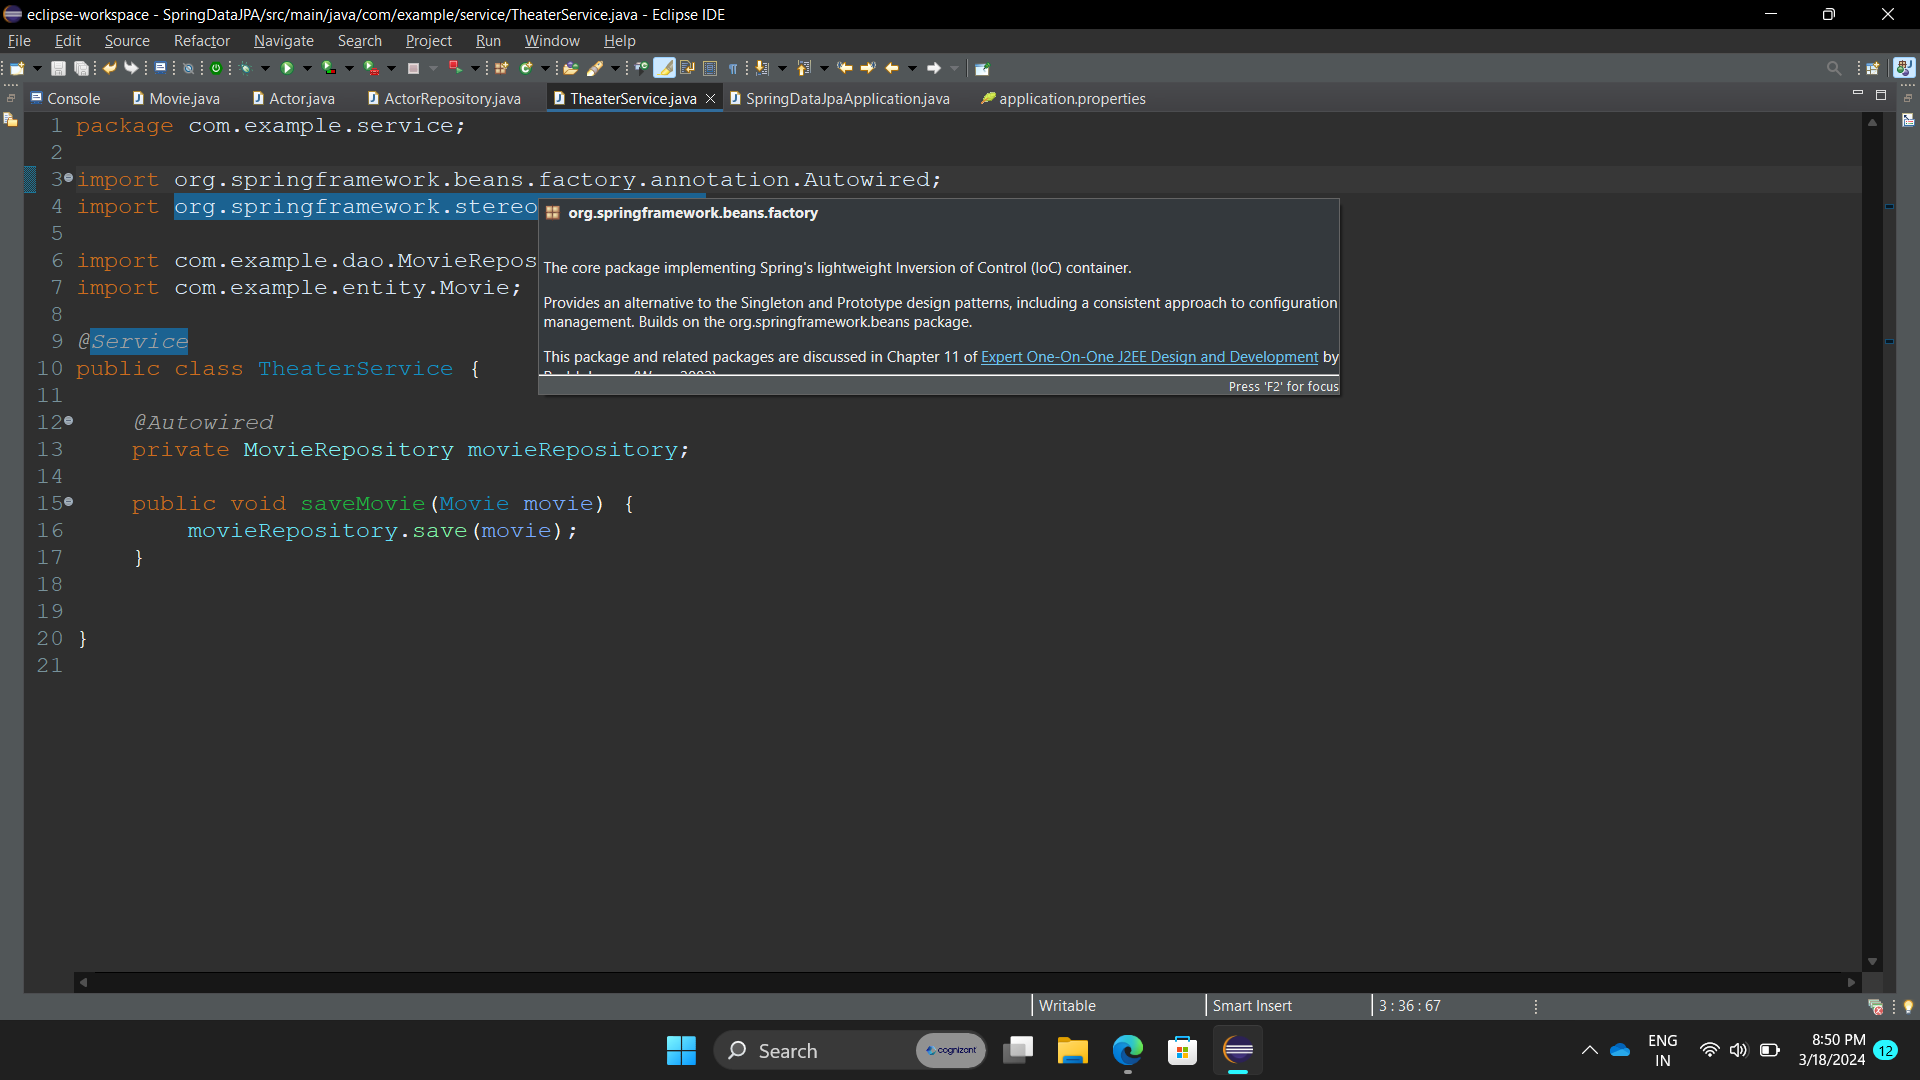 eclipse-workspace - SpringDataJPA/src/main/java/com/example/service/TheaterService.java - Eclipse IDE
File Edit Source Refactor Navigate Search Project Run Window Help
Console Movie.java Actor.java ActorRepository.java TheaterService.java SpringDataJpaApplication.java application.properties
1 package com.example.service;
2
3 import org.springframework.beans.factory.annotation.Autowired;
4 import org.springframework.stereo
5
6 import com.example.dao.MovieRepos
7 import com.example.entity.Movie;
8
9 @Service
10 public class TheaterService {
11
12 @Autowired
13 private MovieRepository movieRepository;
14
15 public void saveMovie(Movie movie) {
16 movieRepository.save(movie);
17 }
18
19
20 }
21
org.springframework.beans.factory
The core package implementing Spring's lightweight Inversion of Control (IoC) container.
Provides an alternative to the Singleton and Prototype design patterns, including a consistent approach to configuration
management. Builds on the org.springframework.beans package.
This package and related packages are discussed in Chapter 11 of Expert One-On-One J2EE Design and Development by
Press 'F2' for focus
Writable Smart Insert 3 : 36 : 67
Search cognizant
ENG
IN
8:50 PM
3/18/2024
12